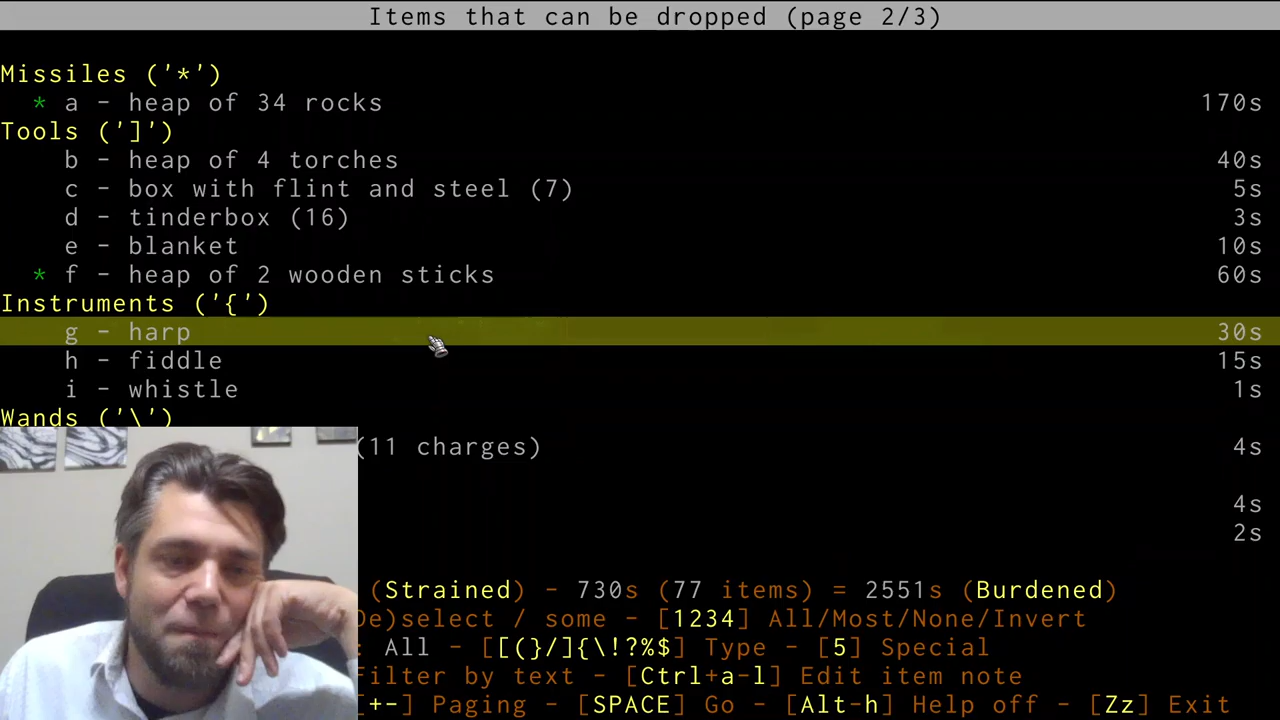 Items that can be dropped (page 2/3)
Missiles ('*')
* a - heap of 34 rocks 170s
Tools (']')
b - heap of 4 torches 40s
c - box with flint and steel (7) 5s
d - tinderbox (16) 3s
e - blanket 10s
* f - heap of 2 wooden sticks 60s
Instruments ('{')
g - harp 30s
h - fiddle 15s
i - whistle 1s
Wands ('\')
(11 charges) 4s
4s
2s
(Strained) - 730s (77 items) = 2551s (Burdened)
De)select / some - [1234] All/Most/None/Invert
: All - [[(}/]{\!?%$] Type - [5] Special
Filter by text - [Ctrl+a-l] Edit item note
[+-] Paging - [SPACE] Go - [Alt-h] Help off - [Zz] Exit